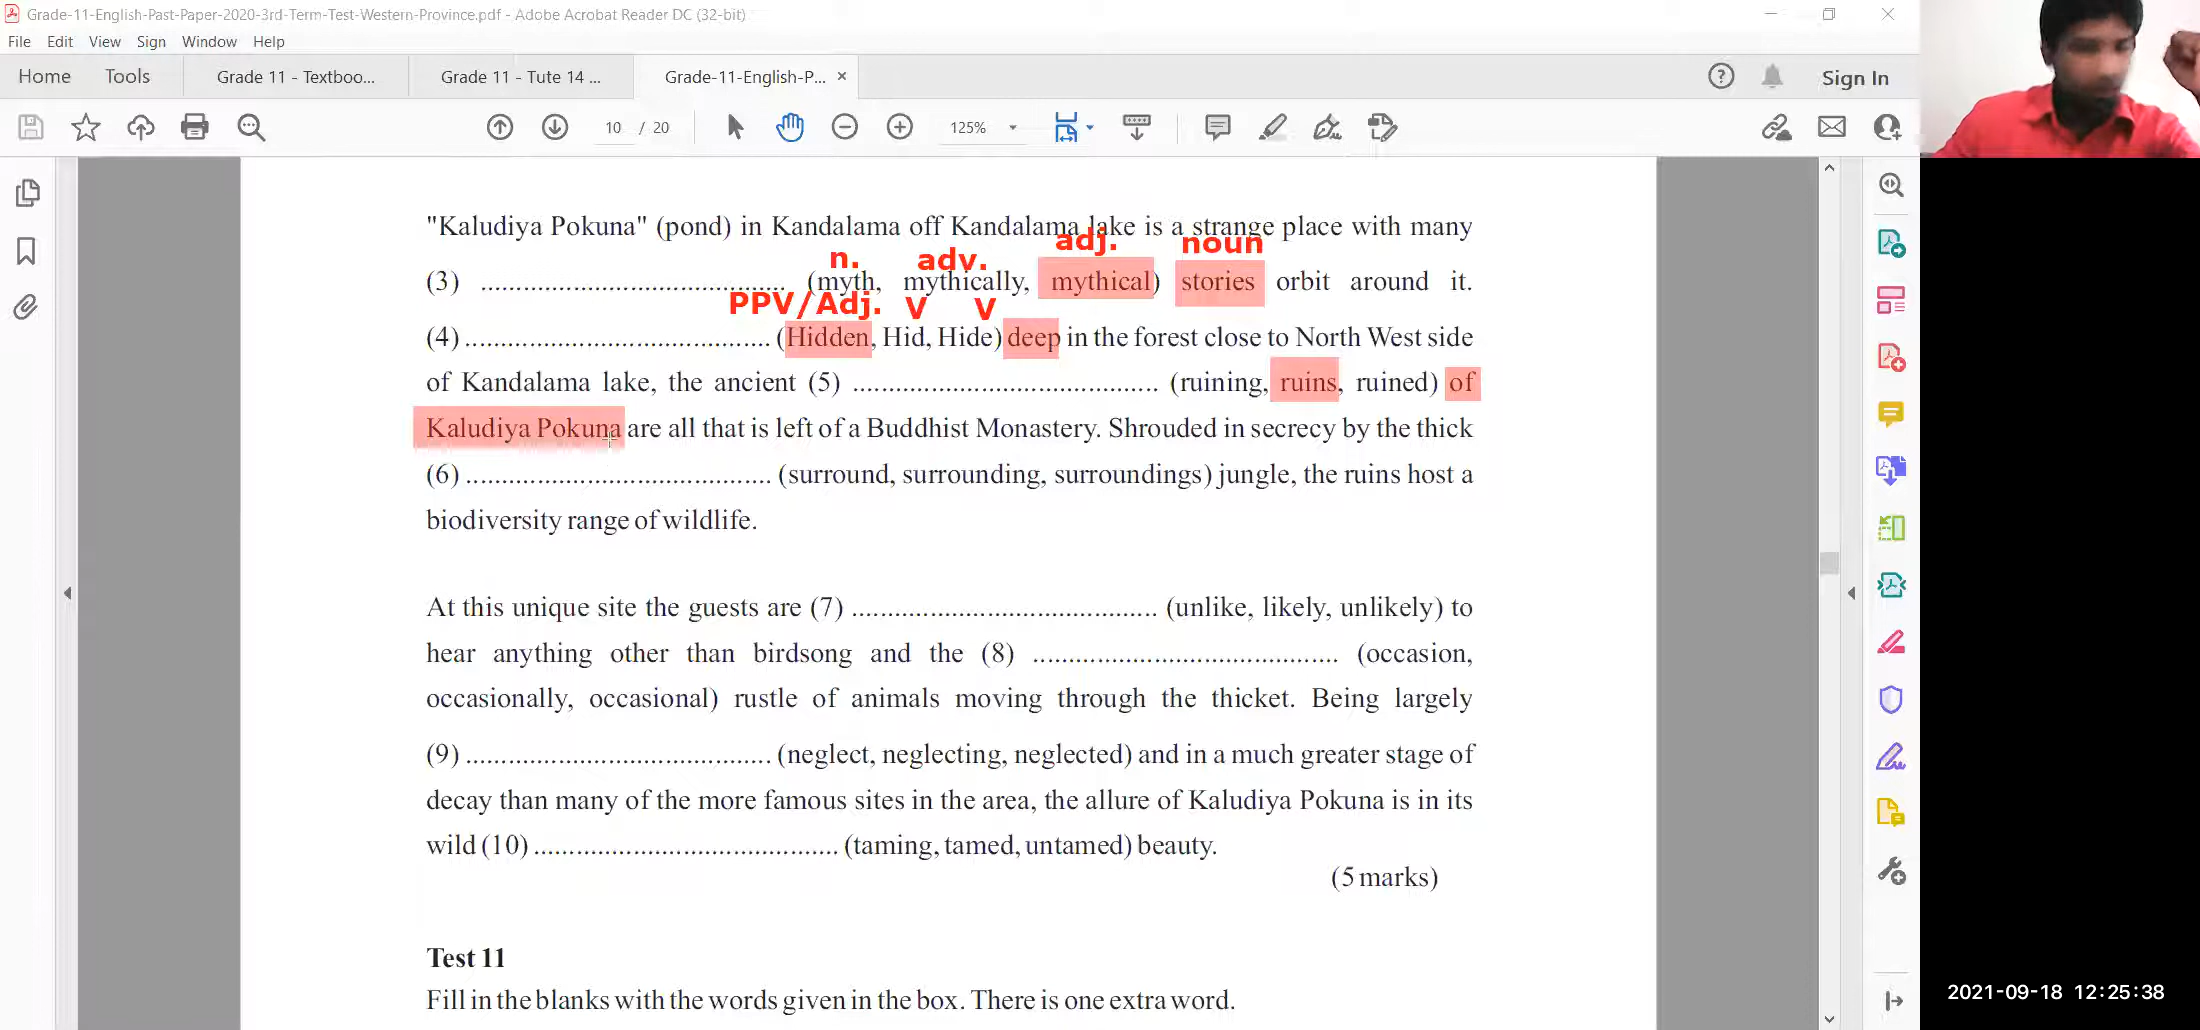 Grade-11-English-Past-Paper-2020-3rd-Term-Test-Western-Province.pdf - Adobe Acrobat Reader DC (32-bit)
File Edit View Sign Window Help
Home Tools Grade 11 - Textboo... Grade 11 - Tute 14 ... Grade-11-English-P... × Sign In
10 / 20 125%
"Kaludiya Pokuna" (pond) in Kandalama off Kandalama lake is a strange place with many
n. adv. adj. noun
(3) .......................................... (myth, mythically, mythical) stories orbit around it.
PPV/Adj. V V
(4) .......................................... (Hidden, Hid, Hide) deep in the forest close to North West side
of Kandalama lake, the ancient (5) .......................................... (ruining, ruins, ruined) of
Kaludiya Pokuna are all that is left of a Buddhist Monastery. Shrouded in secrecy by the thick
(6) .......................................... (surround, surrounding, surroundings) jungle, the ruins host a
biodiversity range of wildlife.
At this unique site the guests are (7) .......................................... (unlike, likely, unlikely) to
hear anything other than birdsong and the (8) .......................................... (occasion,
occasionally, occasional) rustle of animals moving through the thicket. Being largely
(9) .......................................... (neglect, neglecting, neglected) and in a much greater stage of
decay than many of the more famous sites in the area, the allure of Kaludiya Pokuna is in its
wild (10) .......................................... (taming, tamed, untamed) beauty.
(5 marks)
Test 11
Fill in the blanks with the words given in the box. There is one extra word.
2021-09-18 12:25:38